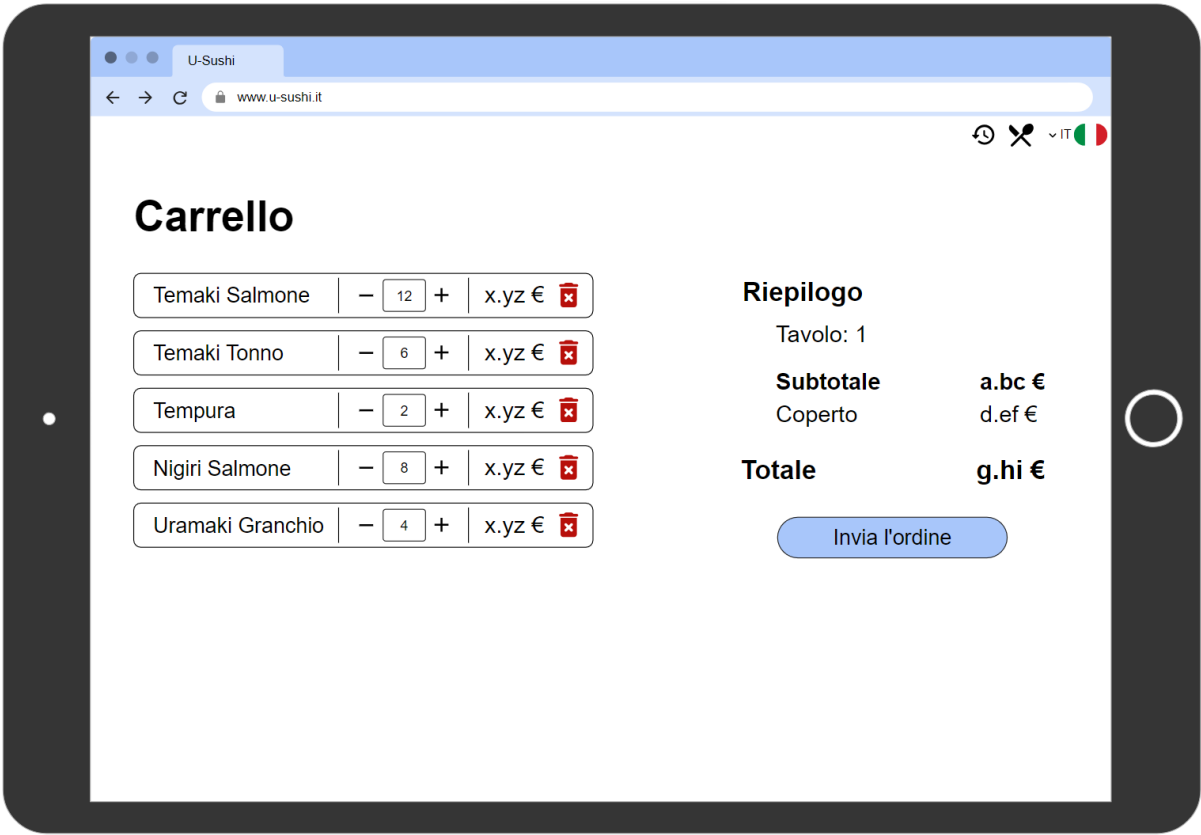 U-Sushi
www.u-sushi.it
IT
Carrello
Temaki Salmone − 12 + x.yz €
Temaki Tonno − 6 + x.yz €
Tempura − 2 + x.yz €
Nigiri Salmone − 8 + x.yz €
Uramaki Granchio − 4 + x.yz €
Riepilogo
Tavolo: 1
Subtotale a.bc €
Coperto d.ef €
Totale g.hi €
Invia l'ordine